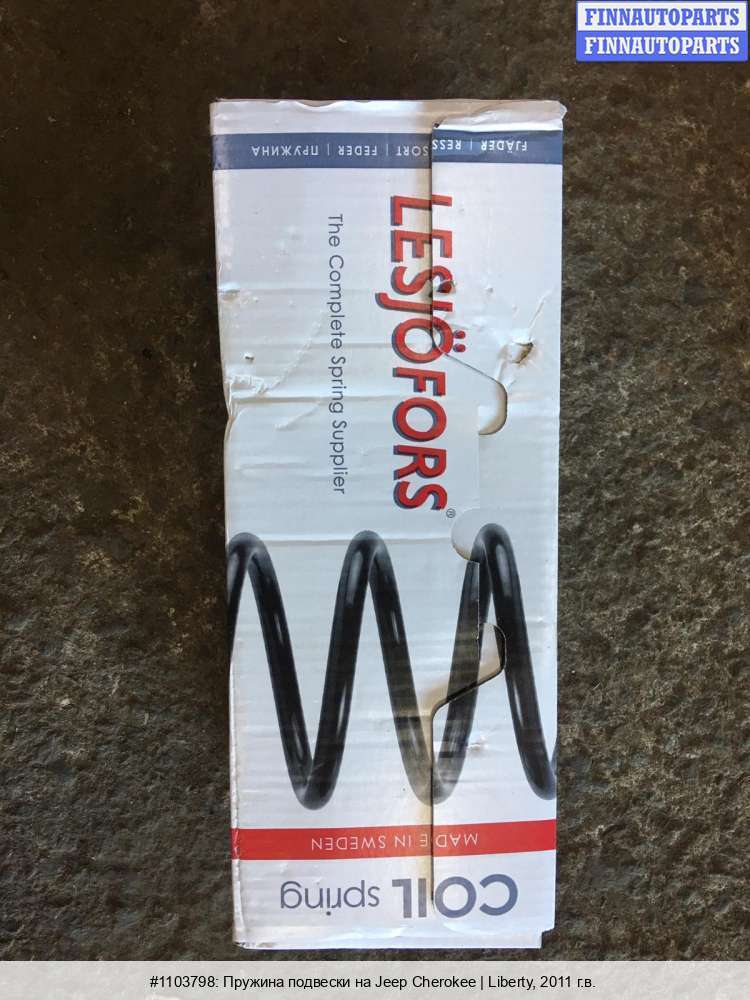 FINNAUTOPARTS
FINNAUTOPARTS
FJÄDER | RESSORT | FEDER | ПРУЖИНА
LESJÖFORS®
The Complete Spring Supplier
MADE IN SWEDEN
COIL spring
#1103798: Пружина подвески на Jeep Cherokee | Liberty, 2011 г.в.